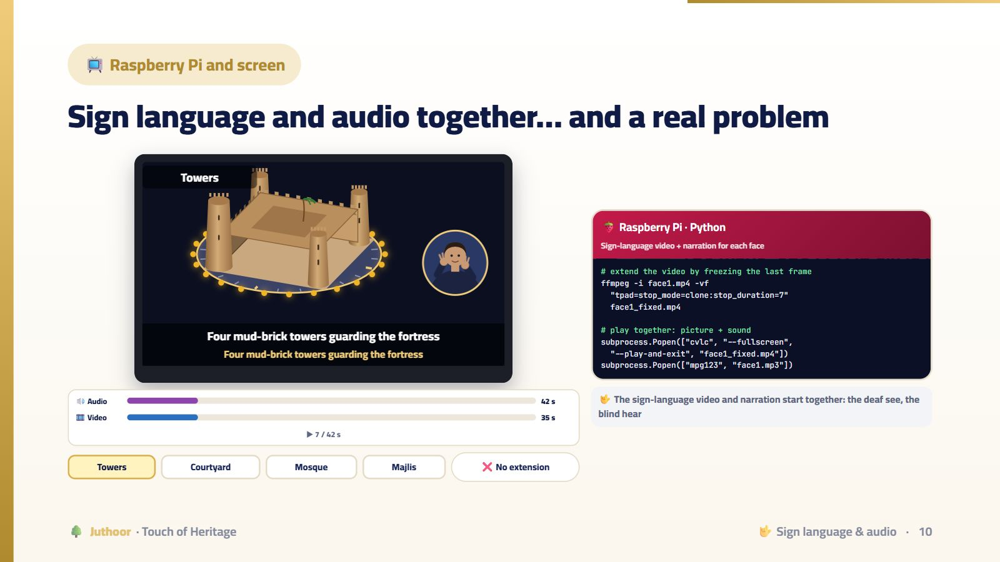 Raspberry Pi and screen
Sign language and audio together... and a real problem
Towers
Four mud-brick towers guarding the fortress
Four mud-brick towers guarding the fortress
Audio 42 s
Video 35 s
▶ 7 / 42 s
Towers Courtyard Mosque Majlis ❌ No extension
Raspberry Pi · Python
Sign-language video + narration for each face
# extend the video by freezing the last frame
ffmpeg -i face1.mp4 -vf
"tpad=stop_mode=clone:stop_duration=7"
face1_fixed.mp4
# play together: picture + sound
subprocess.Popen(["cvlc", "--fullscreen",
"--play-and-exit", "face1_fixed.mp4"])
subprocess.Popen(["mpg123", "face1.mp3"])
The sign-language video and narration start together: the deaf see, the
blind hear
Juthoor · Touch of Heritage
Sign language & audio · 10